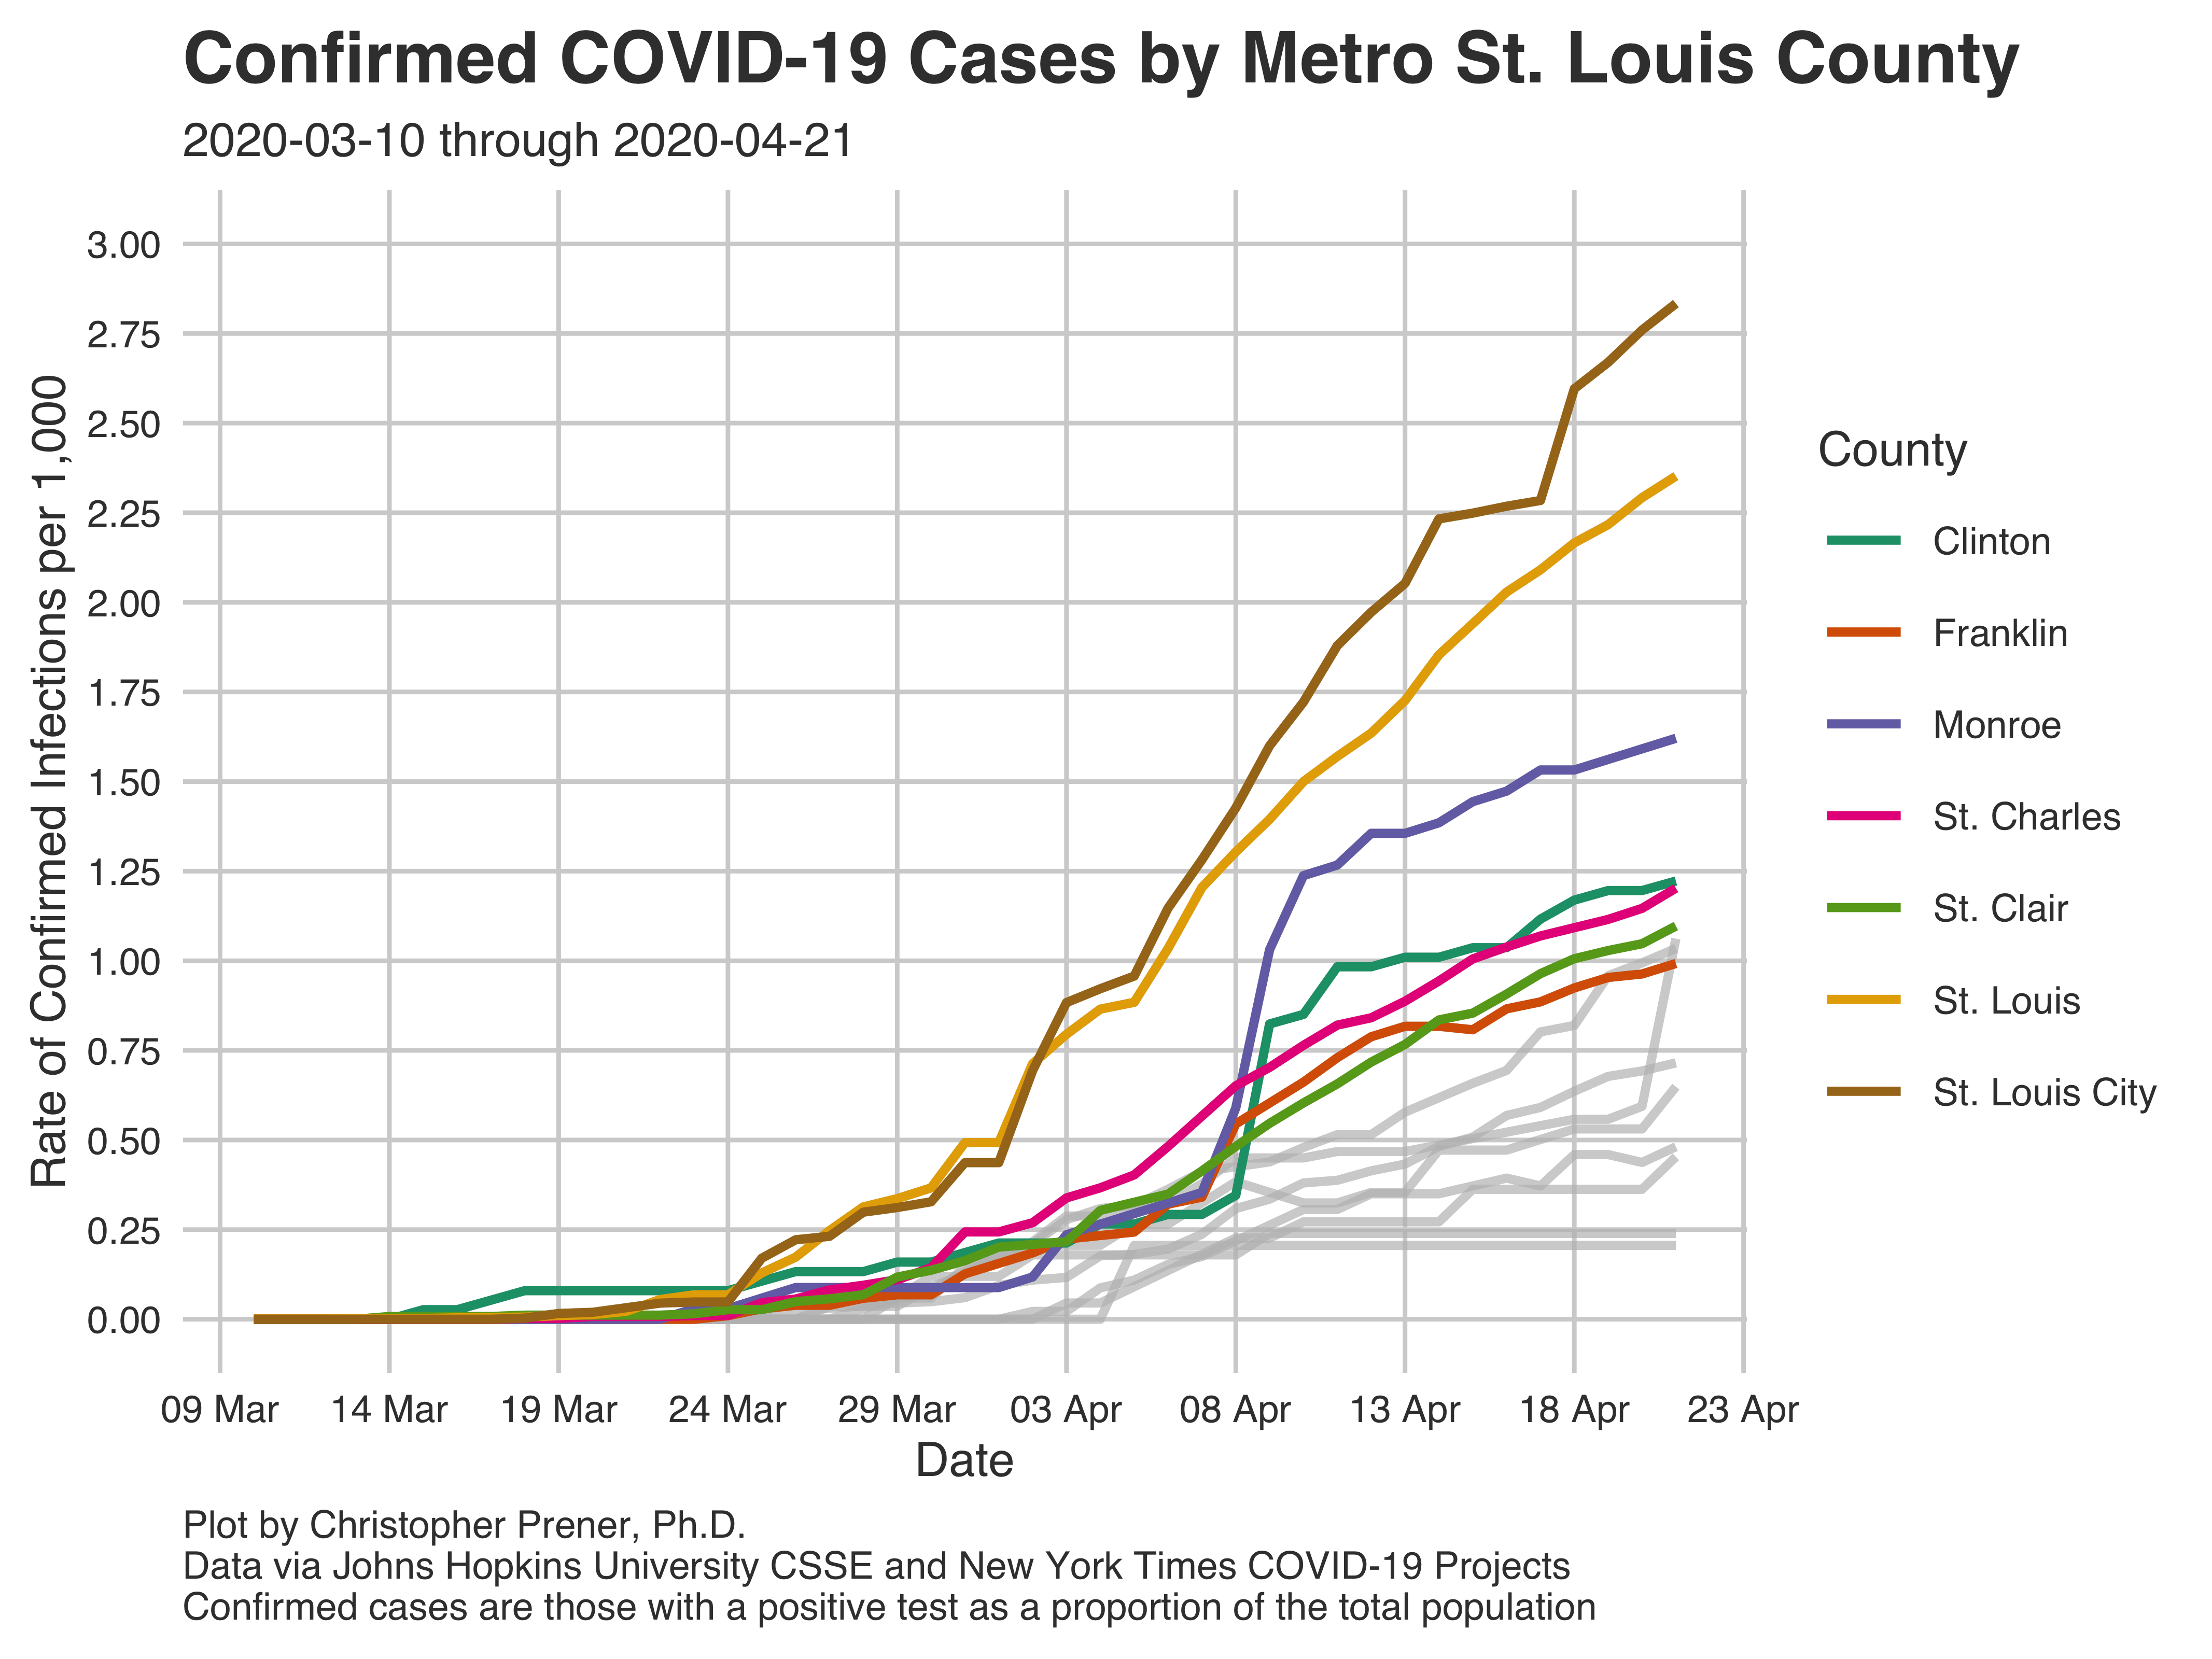 Confirmed COVID-19 Cases by Metro St. Louis County
2020-03-10 through 2020-04-21
Rate of Confirmed Infections per 1,000
3.00
2.75
2.50
2.25
2.00
1.75
1.50
1.25
1.00
0.75
0.50
0.25
0.00
09 Mar
14 Mar
19 Mar
24 Mar
29 Mar
03 Apr
08 Apr
13 Apr
18 Apr
23 Apr
Date
County
Clinton
Franklin
Monroe
St. Charles
St. Clair
St. Louis
St. Louis City
Plot by Christopher Prener, Ph.D.
Data via Johns Hopkins University CSSE and New York Times COVID-19 Projects
Confirmed cases are those with a positive test as a proportion of the total population